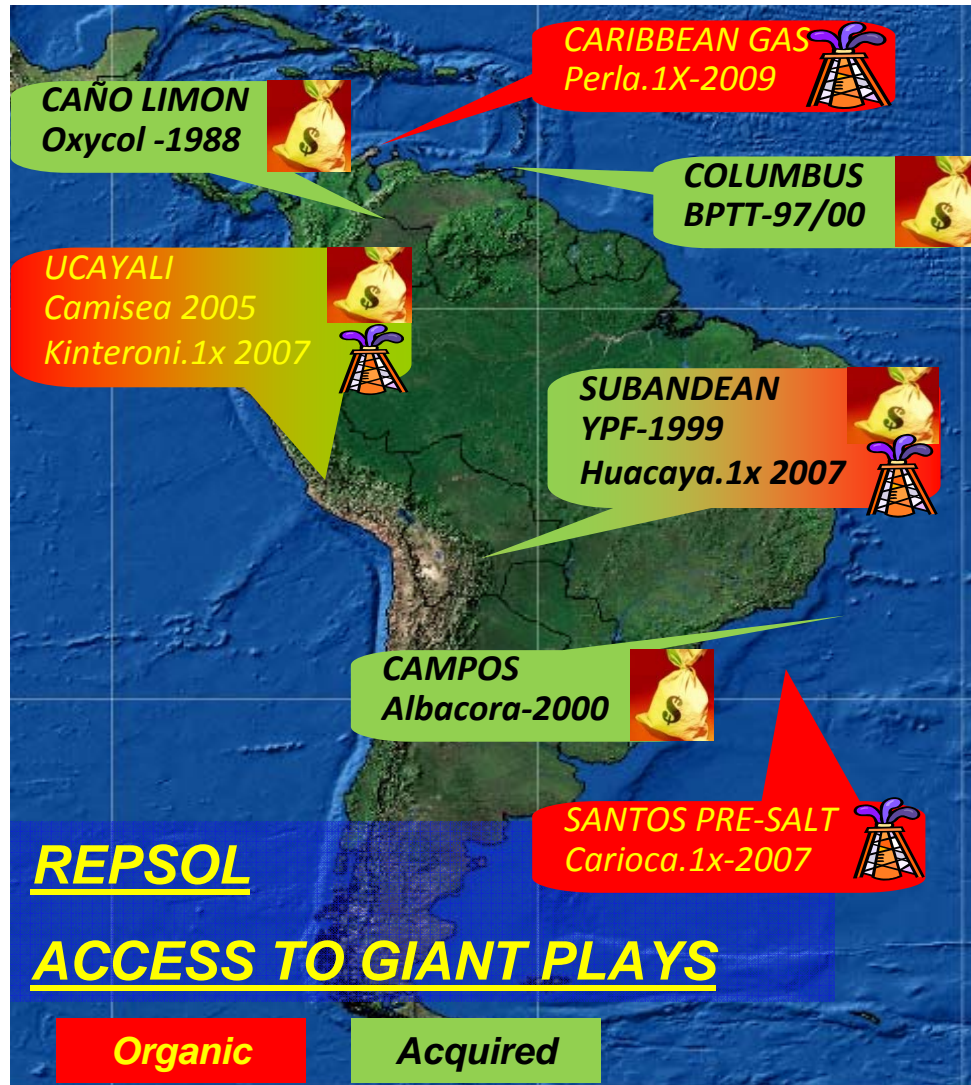 CARIBBEAN GAS
Perla.1X-2009
CAÑO LIMON
Oxycol -1988
$
COLUMBUS
BPTT-97/00
$
UCAYALI
Camisea 2005
Kinteroni.1x 2007
$
SUBANDEAN
YPF-1999
Huacaya.1x 2007
$
CAMPOS
Albacora-2000
$
SANTOS PRE-SALT
Carioca.1x-2007
REPSOL
ACCESS TO GIANT PLAYS
Organic
Acquired